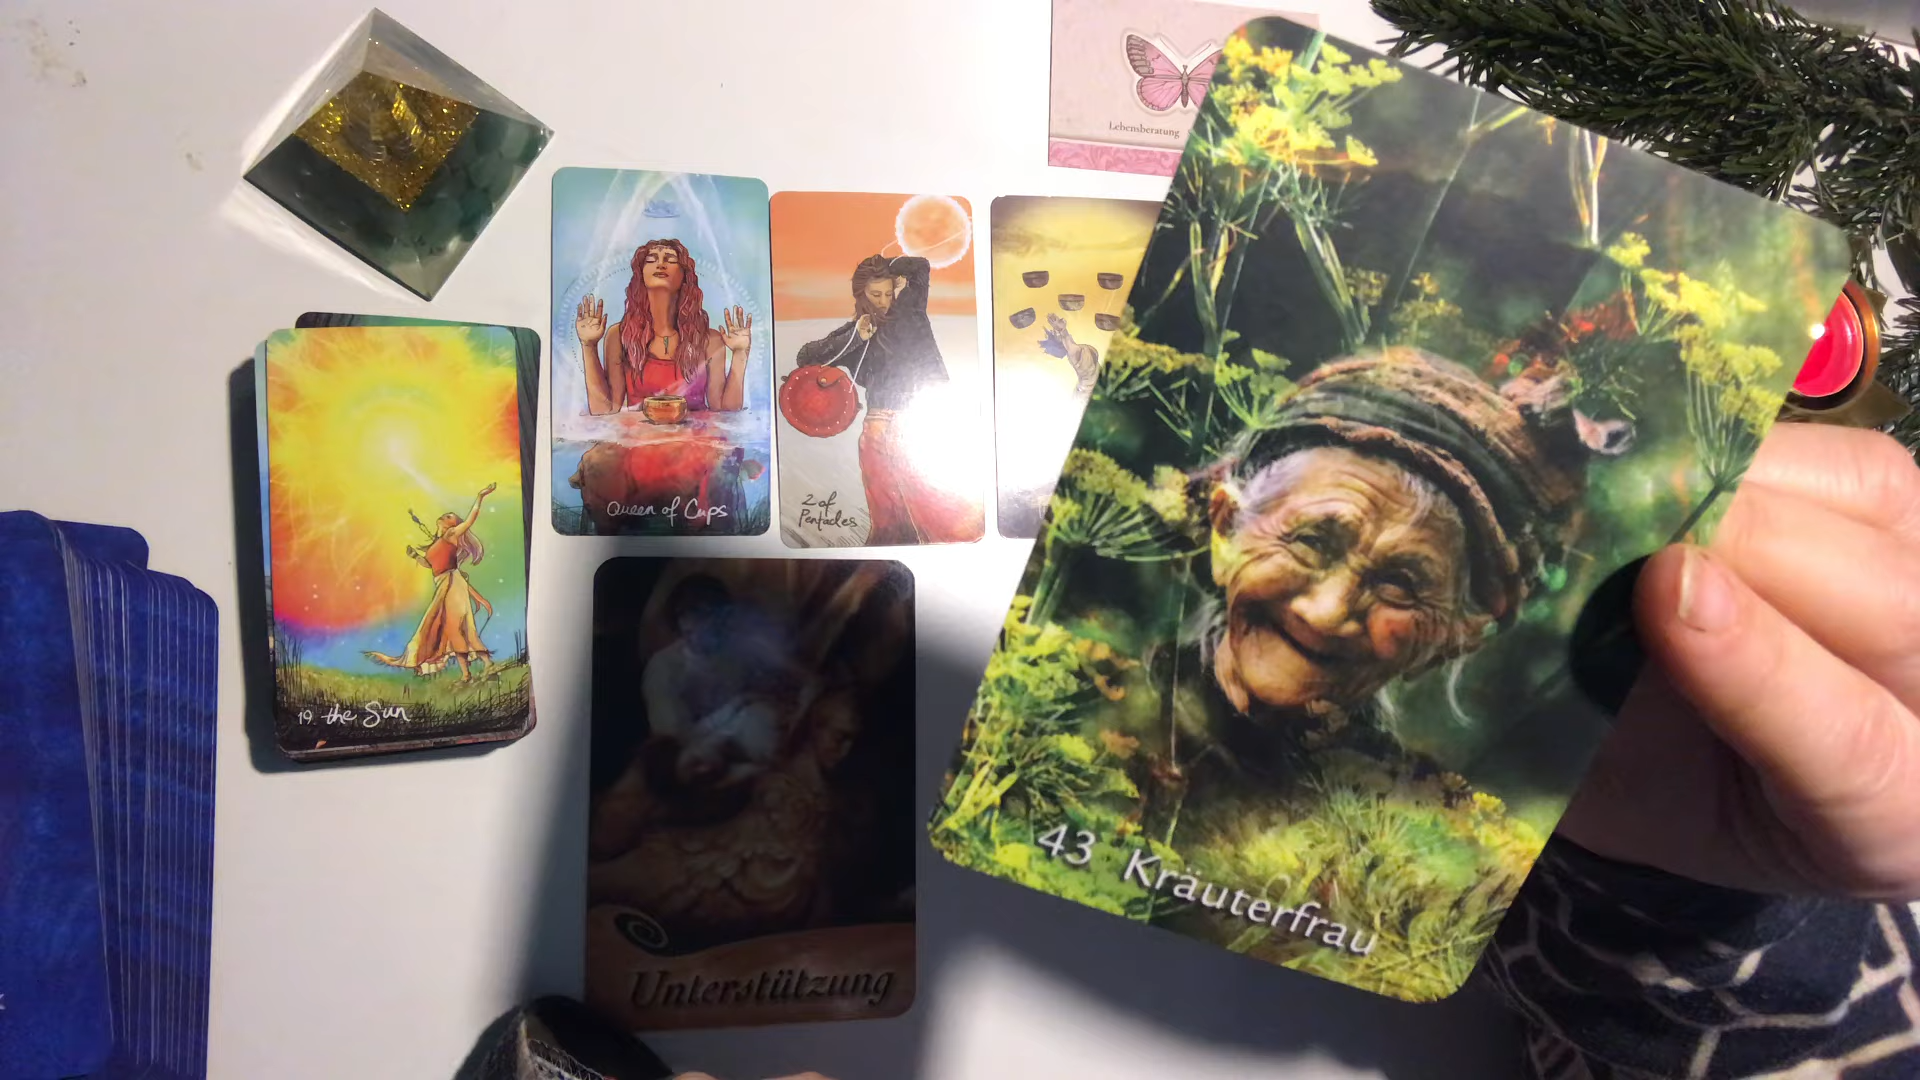 Lebensberatung
Queen of Cups
2 of
Pentacles
19 the Sun
43 Kräuterfrau
Unterstützung